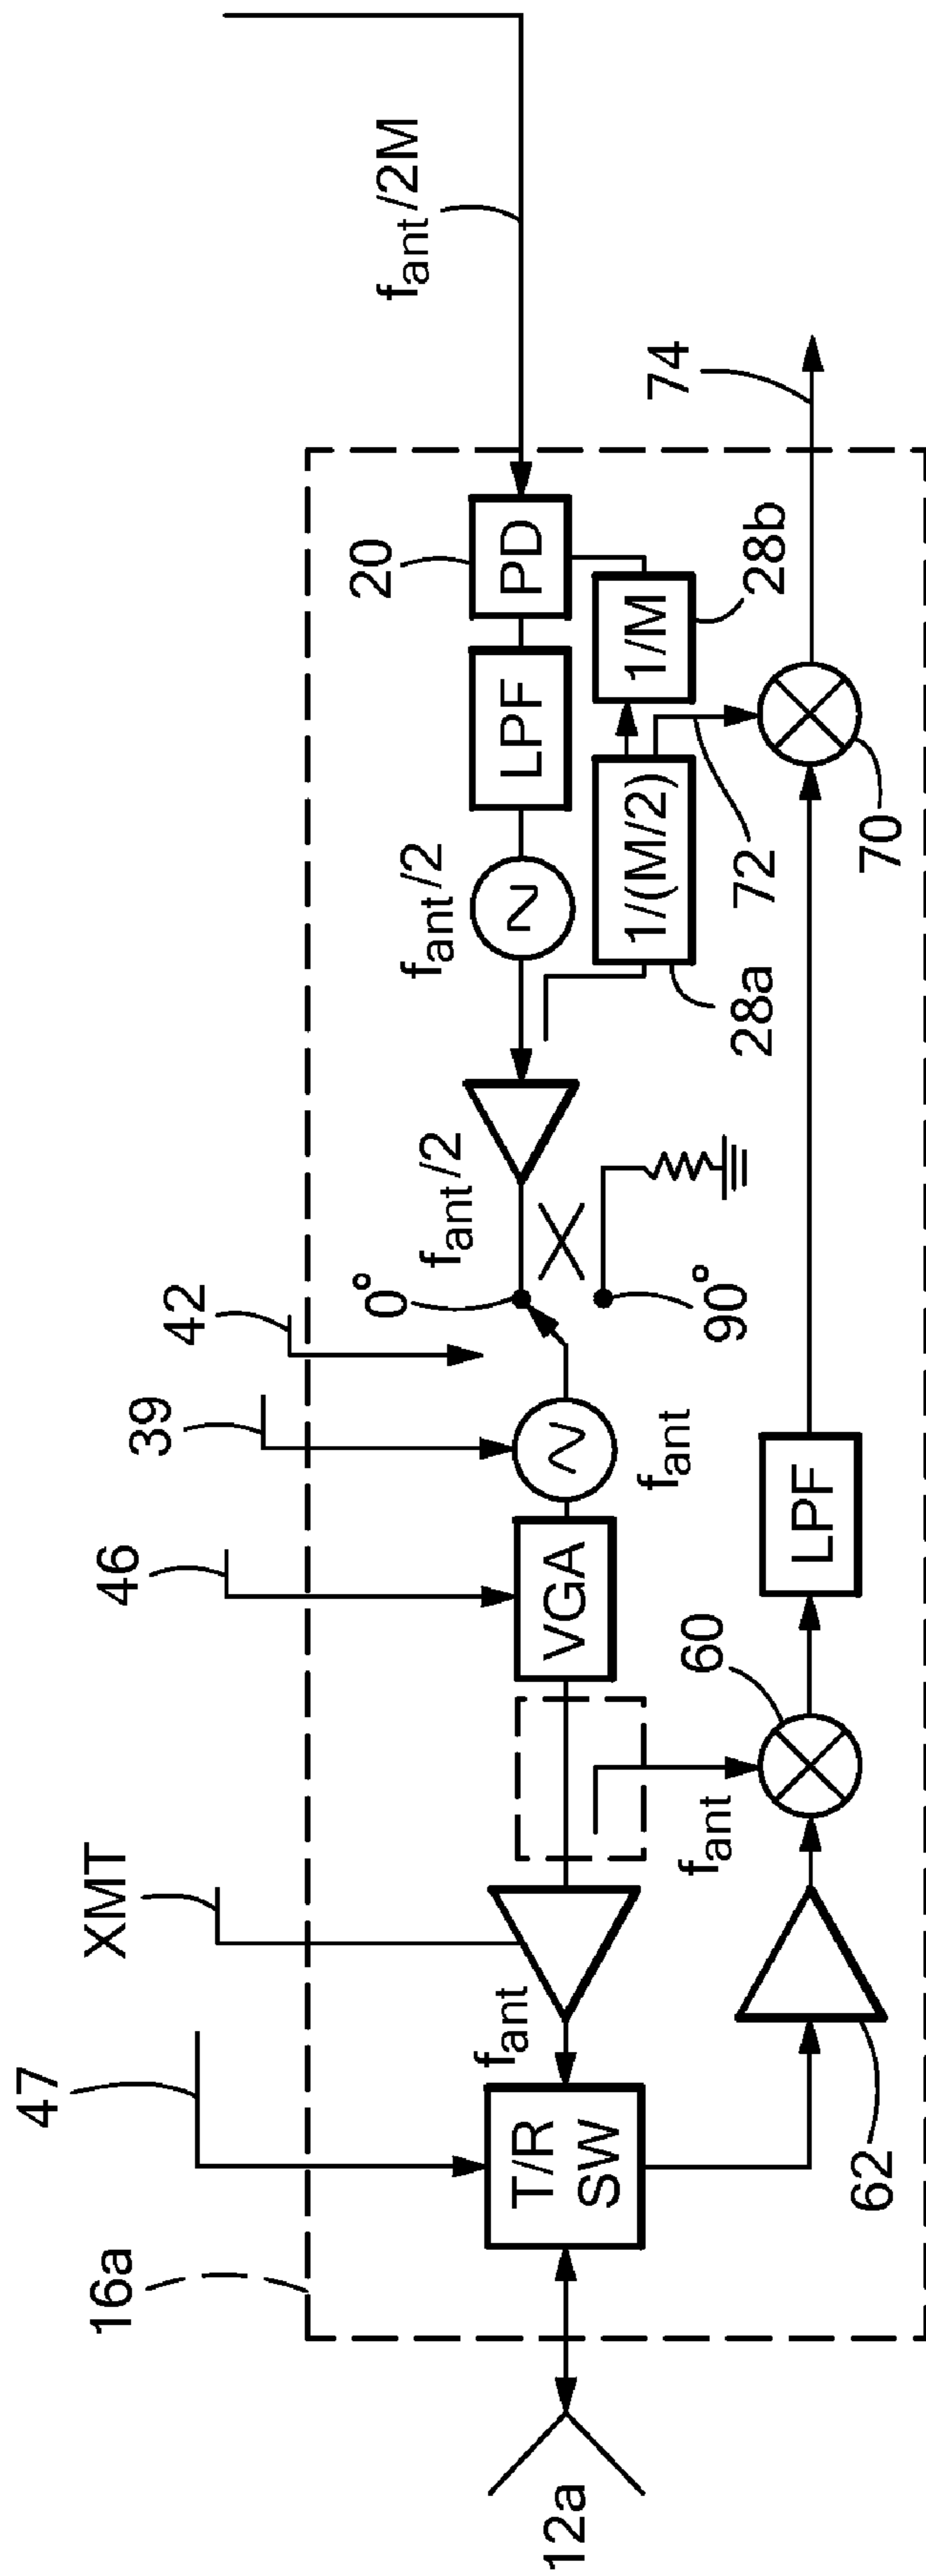 f_ant/2M
74
20
PD
28b
1/M
LPF
f_ant/2
1/(M/2)
72
28a
70
f_ant/2
0°
90°
42
39
f_ant
46
VGA
LPF
60
f_ant
XMT
f_ant
47
T/R
SW
62
16a
12a